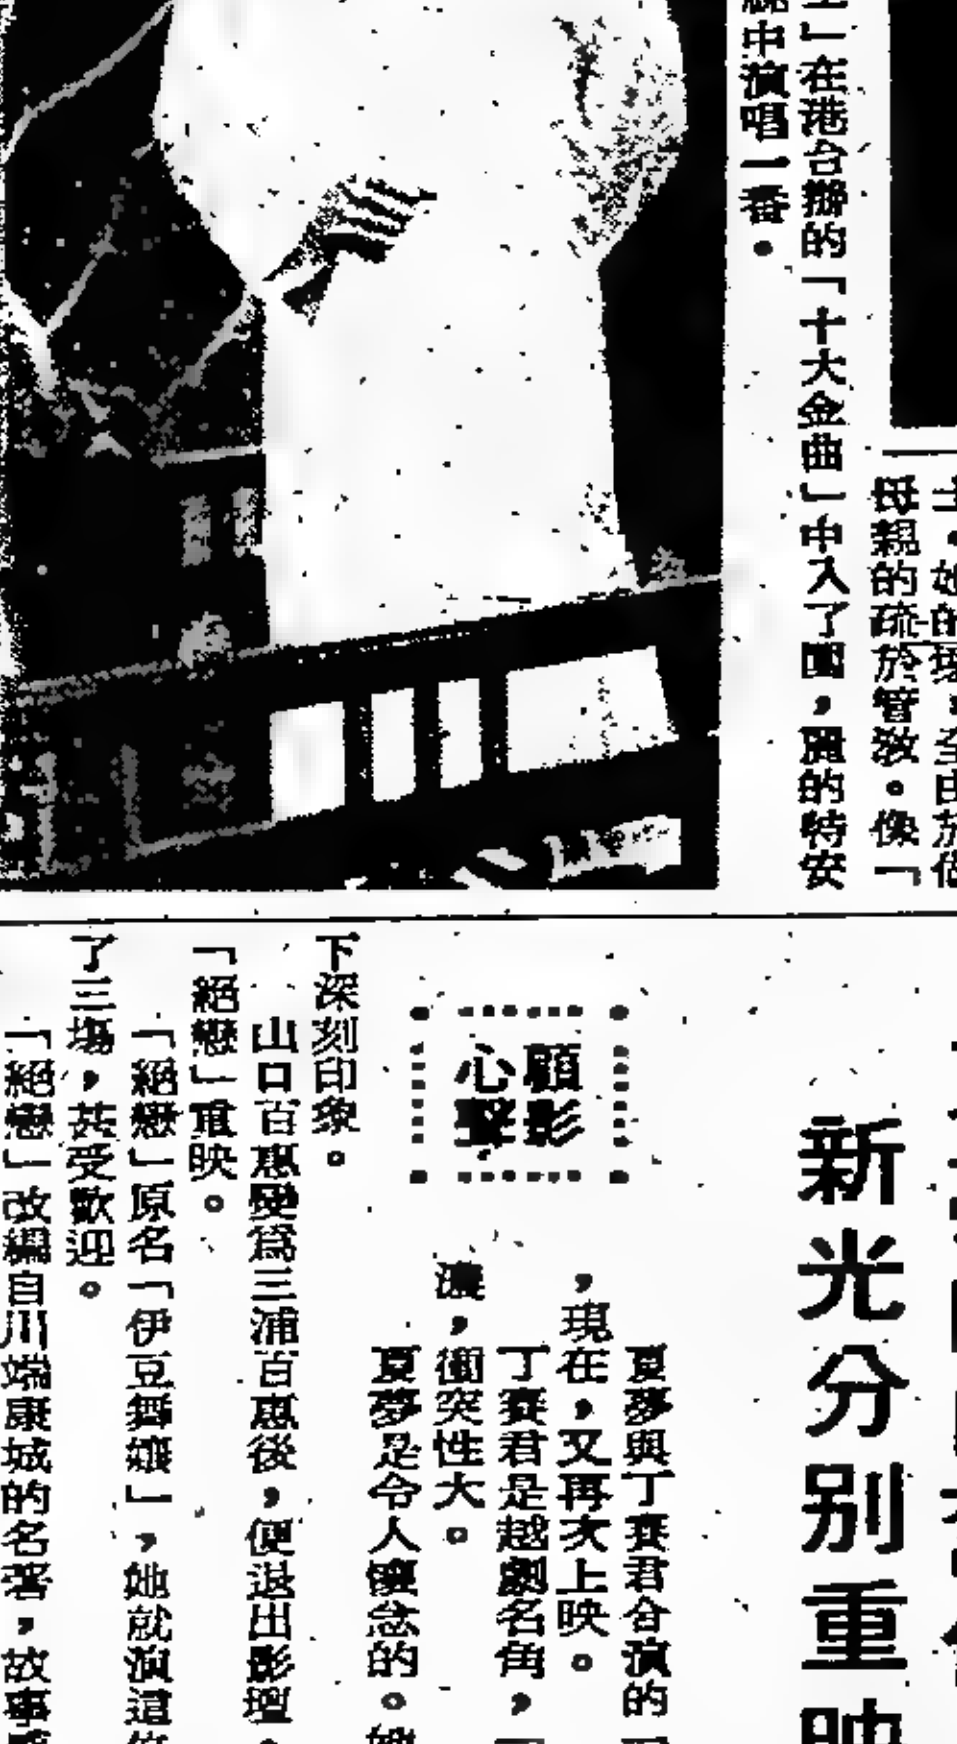 母親的疏於管敎。像「
」在港合辦的「十大金曲」中入了圍，麗的特安
中演唱一番。
新光分别重映
顧影
心聲
夏夢與丁賽君合演的「
，現在，又再次上映。
丁賽君是越劇名角，「
濃，衝突性大。
夏夢是令人懷念的。她
下深刻印象。
山口百惠變爲三浦百惠後，便退出影壇，
「絕戀」重映。
「絕戀」原名「伊豆舞孃」，她就演這
了三塲，甚受歡迎。
「絕戀」改編自川端康城的名著，故事